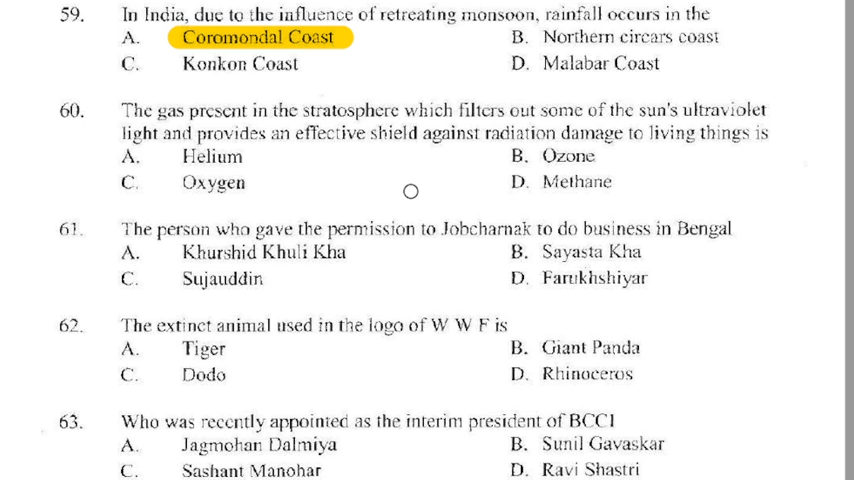 59. In India, due to the influence of retreating monsoon, rainfall occurs in the
A. Coromondal Coast B. Northern circars coast
C. Konkon Coast D. Malabar Coast
60. The gas present in the stratosphere which filters out some of the sun's ultraviolet
light and provides an effective shield against radiation damage to living things is
A. Helium B. Ozone
C. Oxygen D. Methane
61. The person who gave the permission to Jobcharnak to do business in Bengal
A. Khurshid Khuli Kha B. Sayasta Kha
C. Sujauddin D. Farukhshiyar
62. The extinct animal used in the logo of W W F is
A. Tiger B. Giant Panda
C. Dodo D. Rhinoceros
63. Who was recently appointed as the interim president of BCCI
A. Jagmohan Dalmiya B. Sunil Gavaskar
C. Sashant Manohar D. Ravi Shastri